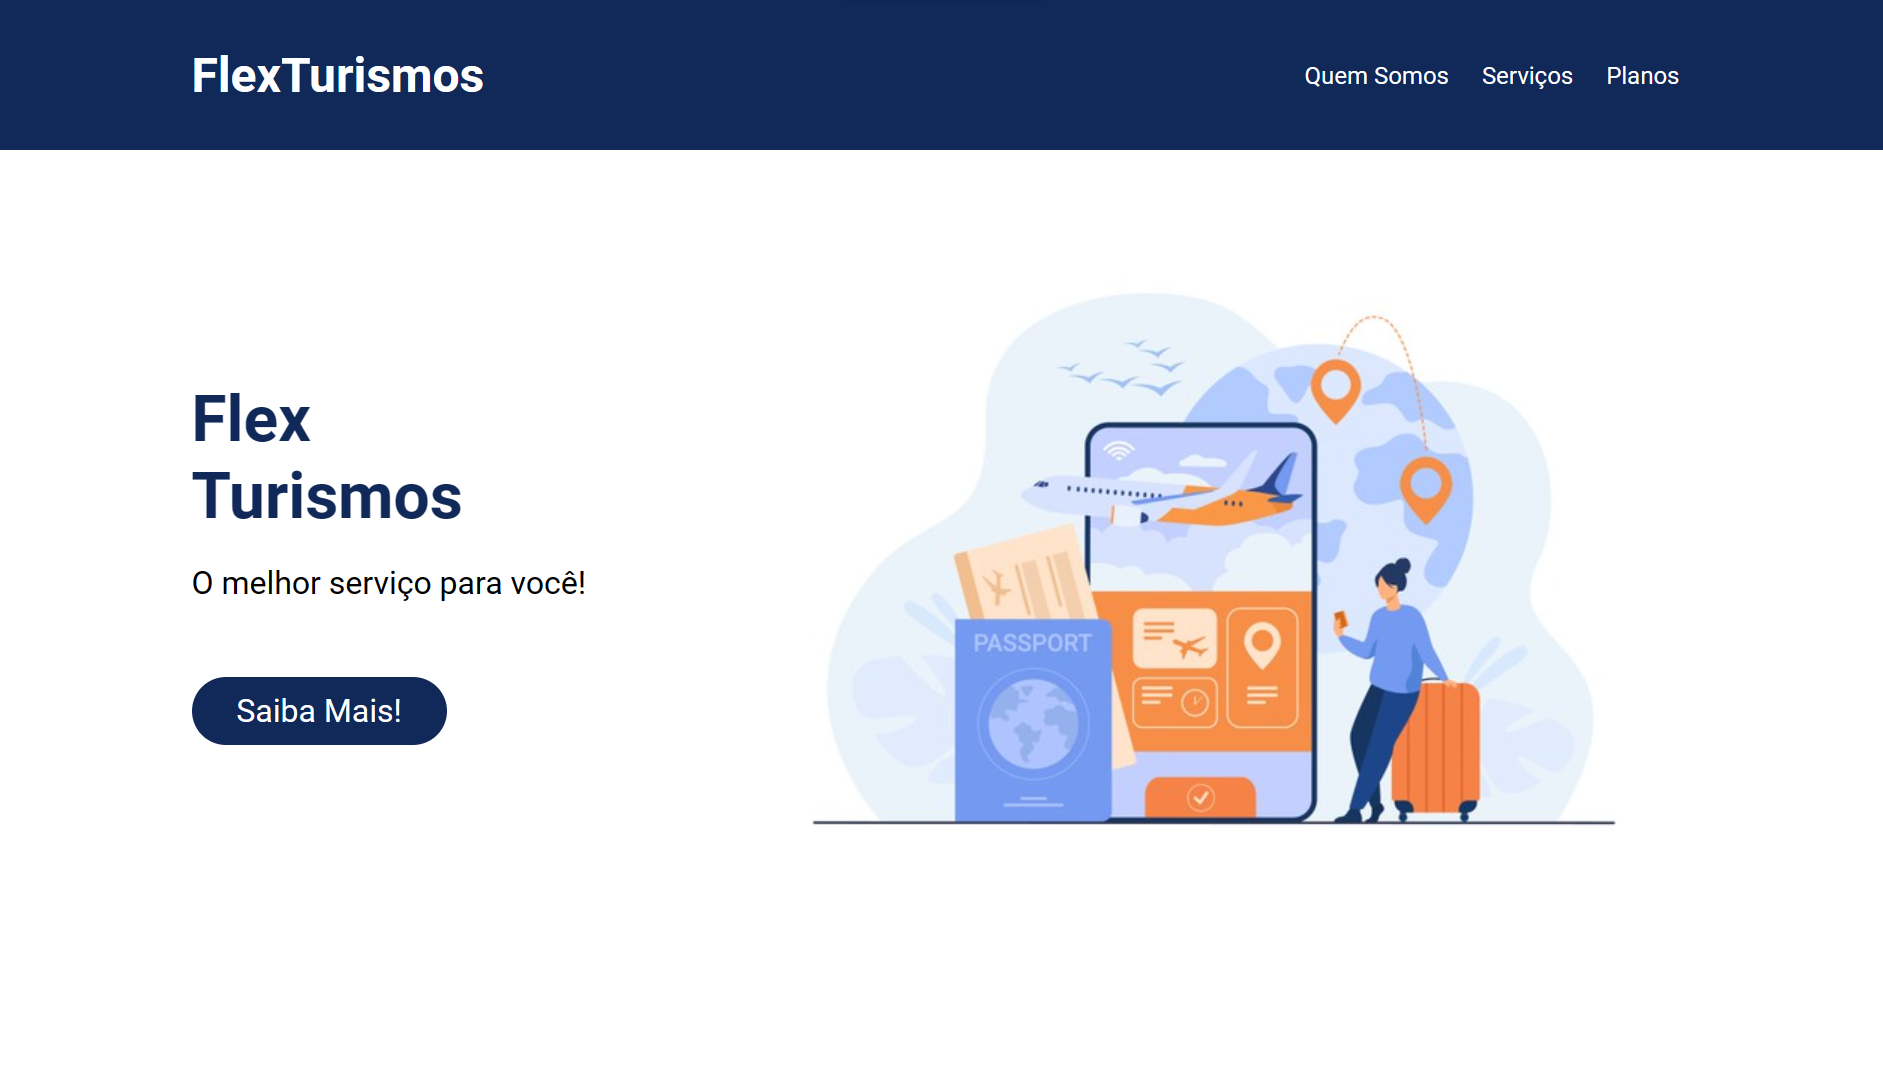 FlexTurismos
Quem Somos Serviços Planos
Flex
Turismos
O melhor serviço para você!
Saiba Mais!
PASSPORT